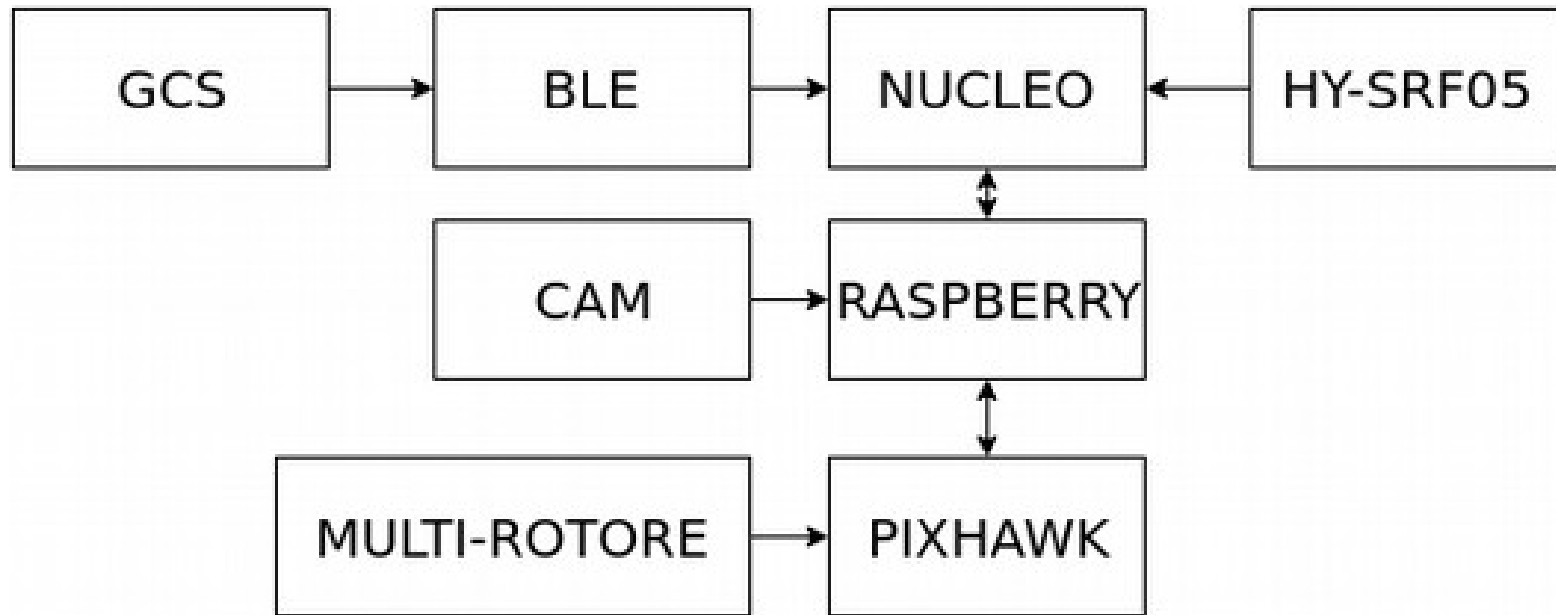 GCS
BLE
NUCLEO
HY-SRF05
CAM
RASPBERRY
MULTI-ROTORE
PIXHAWK